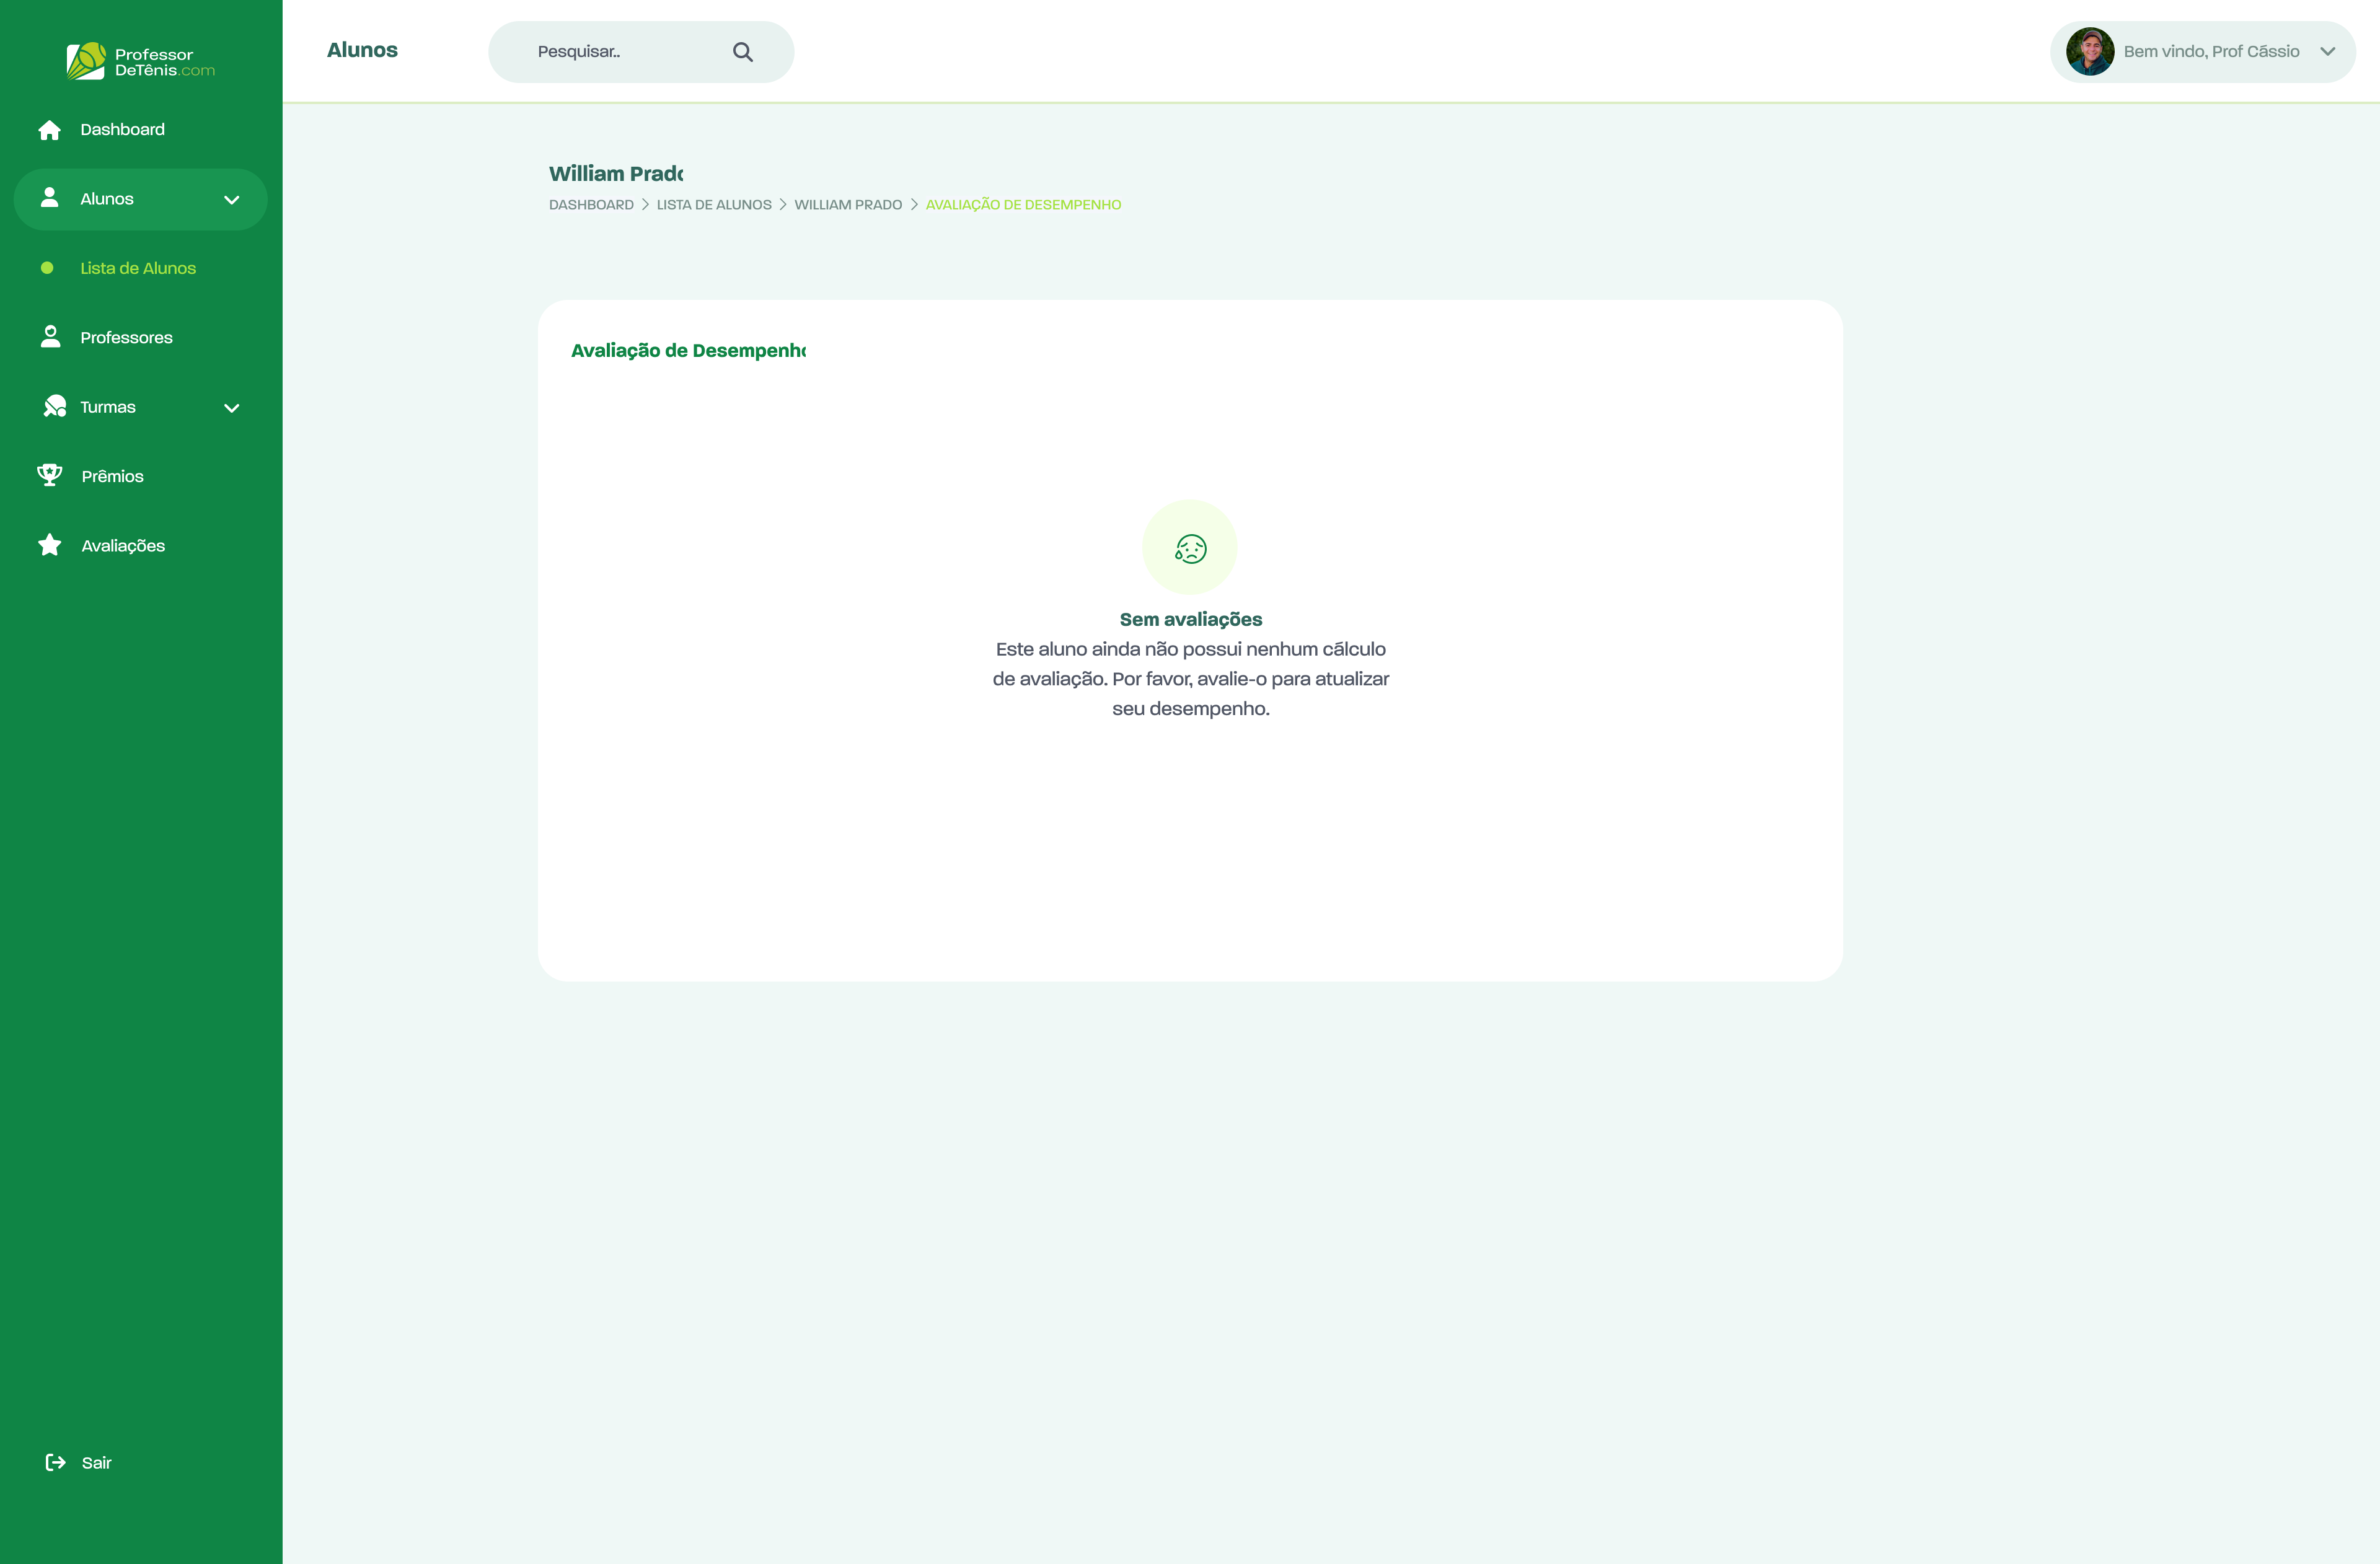 Professor
DeTênis.com
Dashboard
Alunos
Lista de Alunos
Professores
Turmas
Prêmios
Avaliações
Sair
Alunos
Pesquisar..
Bem vindo, Prof Cássio
William Prado
DASHBOARD > LISTA DE ALUNOS > WILLIAM PRADO > AVALIAÇÃO DE DESEMPENHO
Avaliação de Desempenho
Sem avaliações
Este aluno ainda não possui nenhum cálculo
de avaliação. Por favor, avalie-o para atualizar
seu desempenho.